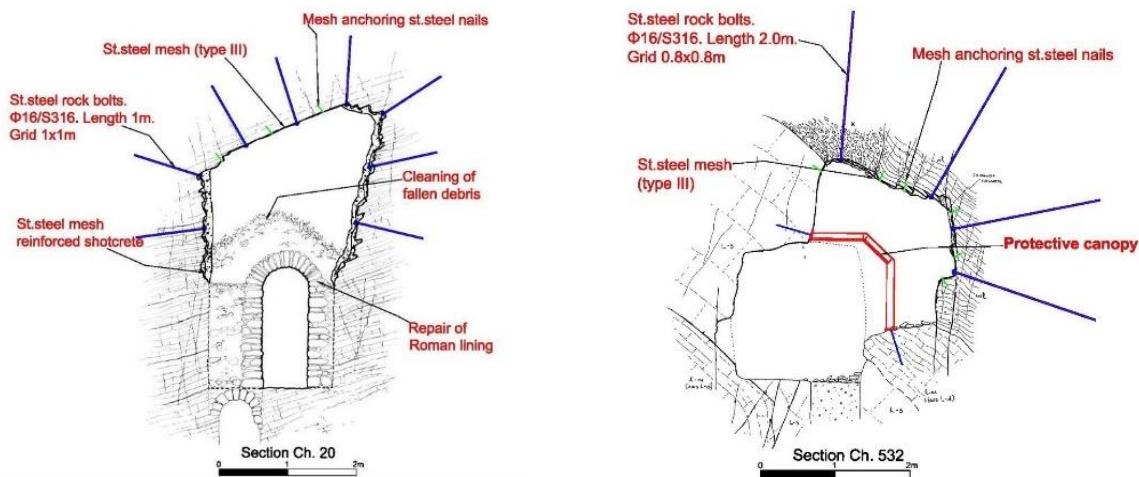 Mesh anchoring st.steel nails
St.steel mesh (type III)
St.steel rock bolts.
Φ16/S316. Length 1m.
Grid 1x1m
Cleaning of
fallen debris
St.steel mesh
reinforced shotcrete
Repair of
Roman lining
Section Ch. 20
0 1 2m
St.steel rock bolts.
Φ16/S316. Length 2.0m.
Grid 0.8x0.8m
Mesh anchoring st.steel nails
St.steel mesh
(type III)
Protective canopy
L-s
L-s
L-s
Section Ch. 532
0 1 2m